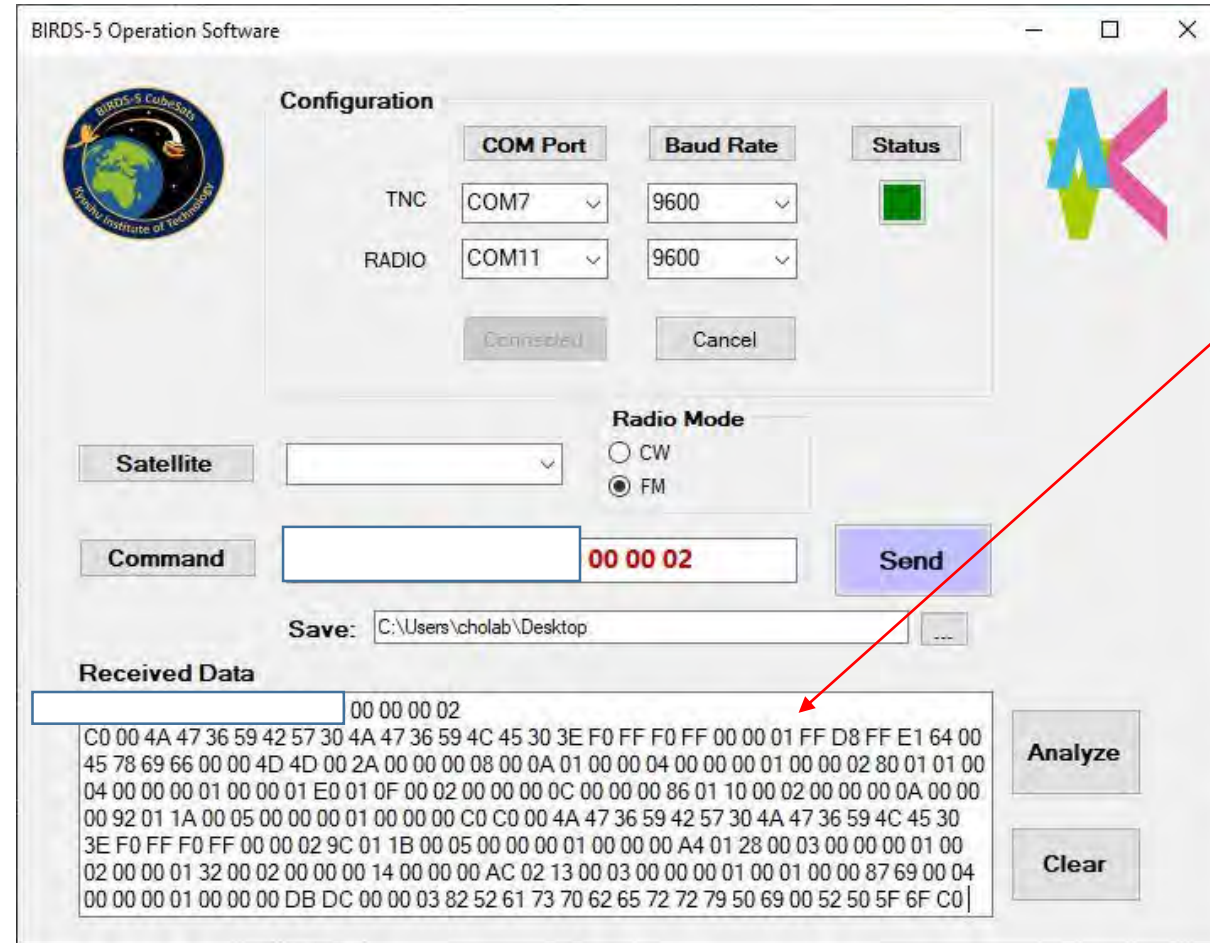 BIRDS-5 Operation Software
BIRDS-5 CubeSats
Kyushu Institute of Technology
Configuration
COM Port Baud Rate Status
TNC COM7 9600
RADIO COM11 9600
Connected Cancel
Radio Mode
Satellite CW
FM
Command 00 00 02 Send
Save: C:\Users\cholab\Desktop ...
Received Data
00 00 00 02
C0 00 4A 47 36 59 42 57 30 4A 47 36 59 4C 45 30 3E F0 FF F0 FF 00 00 01 FF D8 FF E1 64 00
45 78 69 66 00 00 4D 4D 00 2A 00 00 00 08 00 0A 01 00 00 04 00 00 00 01 00 00 02 80 01 01 00
04 00 00 00 01 00 00 01 E0 01 0F 00 02 00 00 00 0C 00 00 00 86 01 10 00 02 00 00 00 0A 00 00
00 92 01 1A 00 05 00 00 00 01 00 00 00 C0 C0 00 4A 47 36 59 42 57 30 4A 47 36 59 4C 45 30
3E F0 FF F0 FF 00 00 02 9C 01 1B 00 05 00 00 00 01 00 00 00 A4 01 28 00 03 00 00 00 01 00
02 00 00 01 32 00 02 00 00 00 14 00 00 00 AC 02 13 00 03 00 00 00 01 00 01 00 00 87 69 00 04
00 00 00 01 00 00 00 DB DC 00 00 03 82 52 61 73 70 62 65 72 72 79 50 69 00 52 50 5F 6F C0
Analyze
Clear